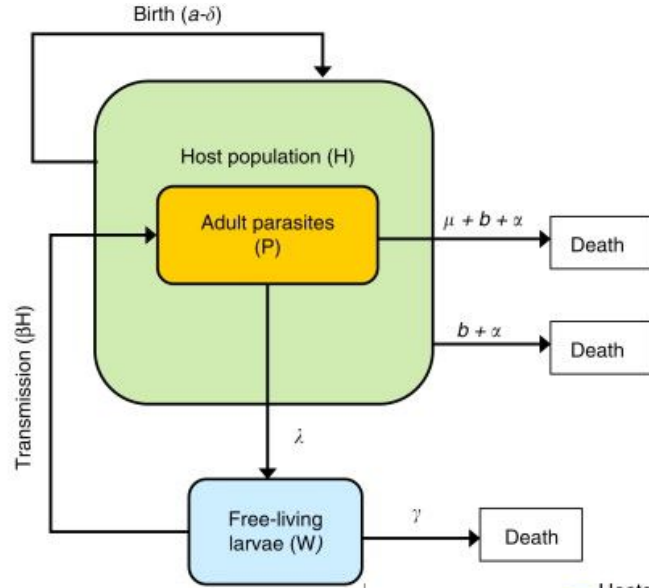 Birth (a-δ)
Host population (H)
Adult parasites
(P)
μ + b + α
Death
b + α
Death
Transmission (βH)
λ
Free-living
larvae (W)
γ
Death